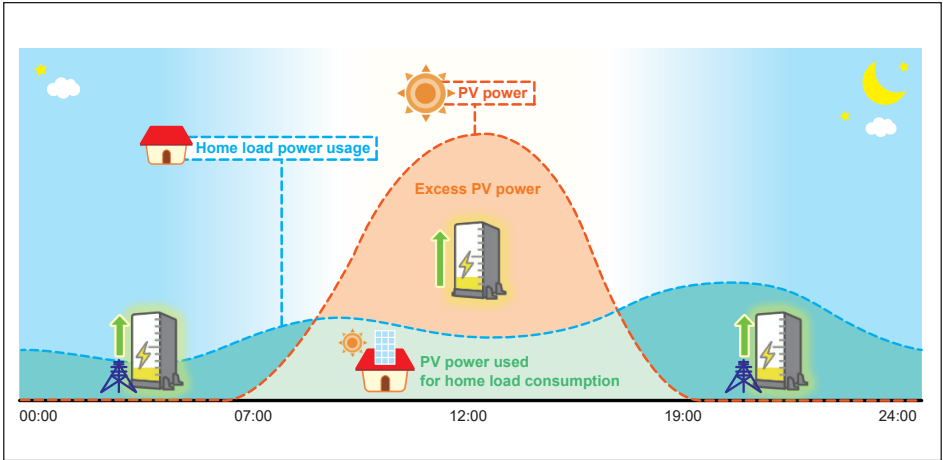 PV power
Home load power usage
Excess PV power
PV power used
for home load consumption
00:00
07:00
12:00
19:00
24:00